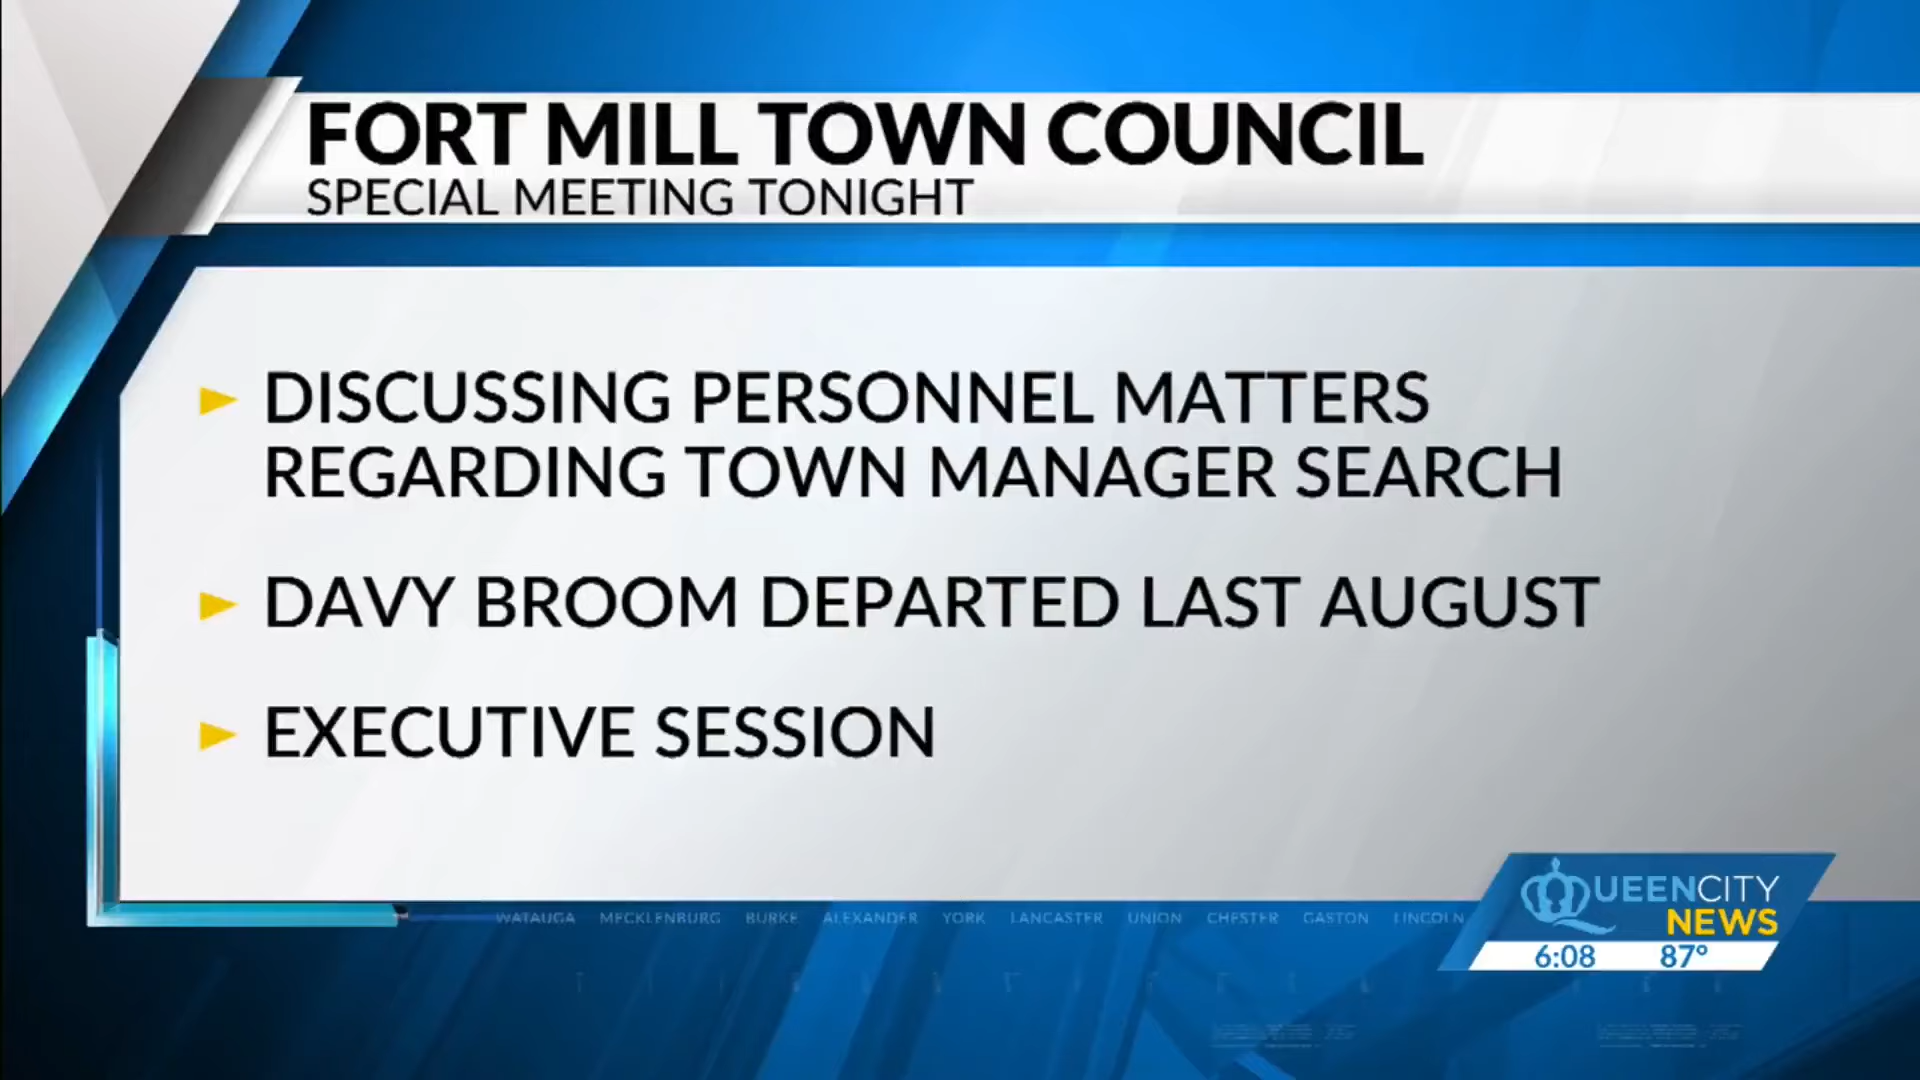 FORT MILL TOWN COUNCIL
SPECIAL MEETING TONIGHT
► DISCUSSING PERSONNEL MATTERS
REGARDING TOWN MANAGER SEARCH
► DAVY BROOM DEPARTED LAST AUGUST
► EXECUTIVE SESSION
WATAUGA MECKLENBURG BURKE ALEXANDER YORK LANCASTER UNION CHESTER GASTON LINCOLN
QUEENCITY
NEWS
6:08 87°